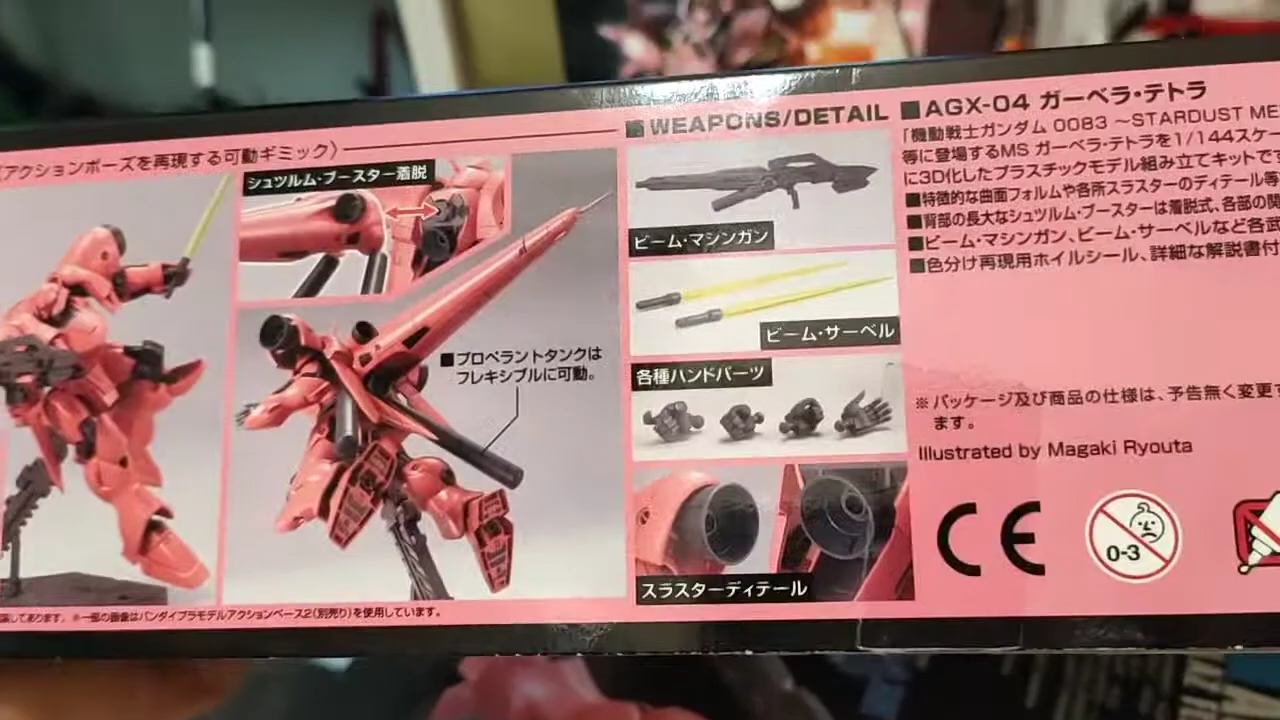 〈アクションポーズを再現する可動ギミック〉
シュツルム・ブースター着脱
■プロペラントタンクは
フレキシブルに可動。
してあります。※一部の画像はバンダイプラモデルアクションベース2(別売り)を使用しています。
■WEAPONS/DETAIL
ビーム・マシンガン
ビーム・サーベル
各種ハンドパーツ
スラスターディテール
■AGX-04 ガーベラ・テトラ
「機動戦士ガンダム 0083 ～STARDUST ME
等に登場するMS ガーベラ・テトラを1/144スケー
に3D化したプラスチックモデル組み立てキットです
■特徴的な曲面フォルムや各所スラスターのディテール等
■背部の長大なシュツルム・ブースターは着脱式、各部の関
■ビーム・マシンガン、ビーム・サーベルなど各武
■色分け再現用ホイルシール、詳細な解説書付
※パッケージ及び商品の仕様は、予告無く変更す
ます。
Illustrated by Magaki Ryouta
CE
0-3